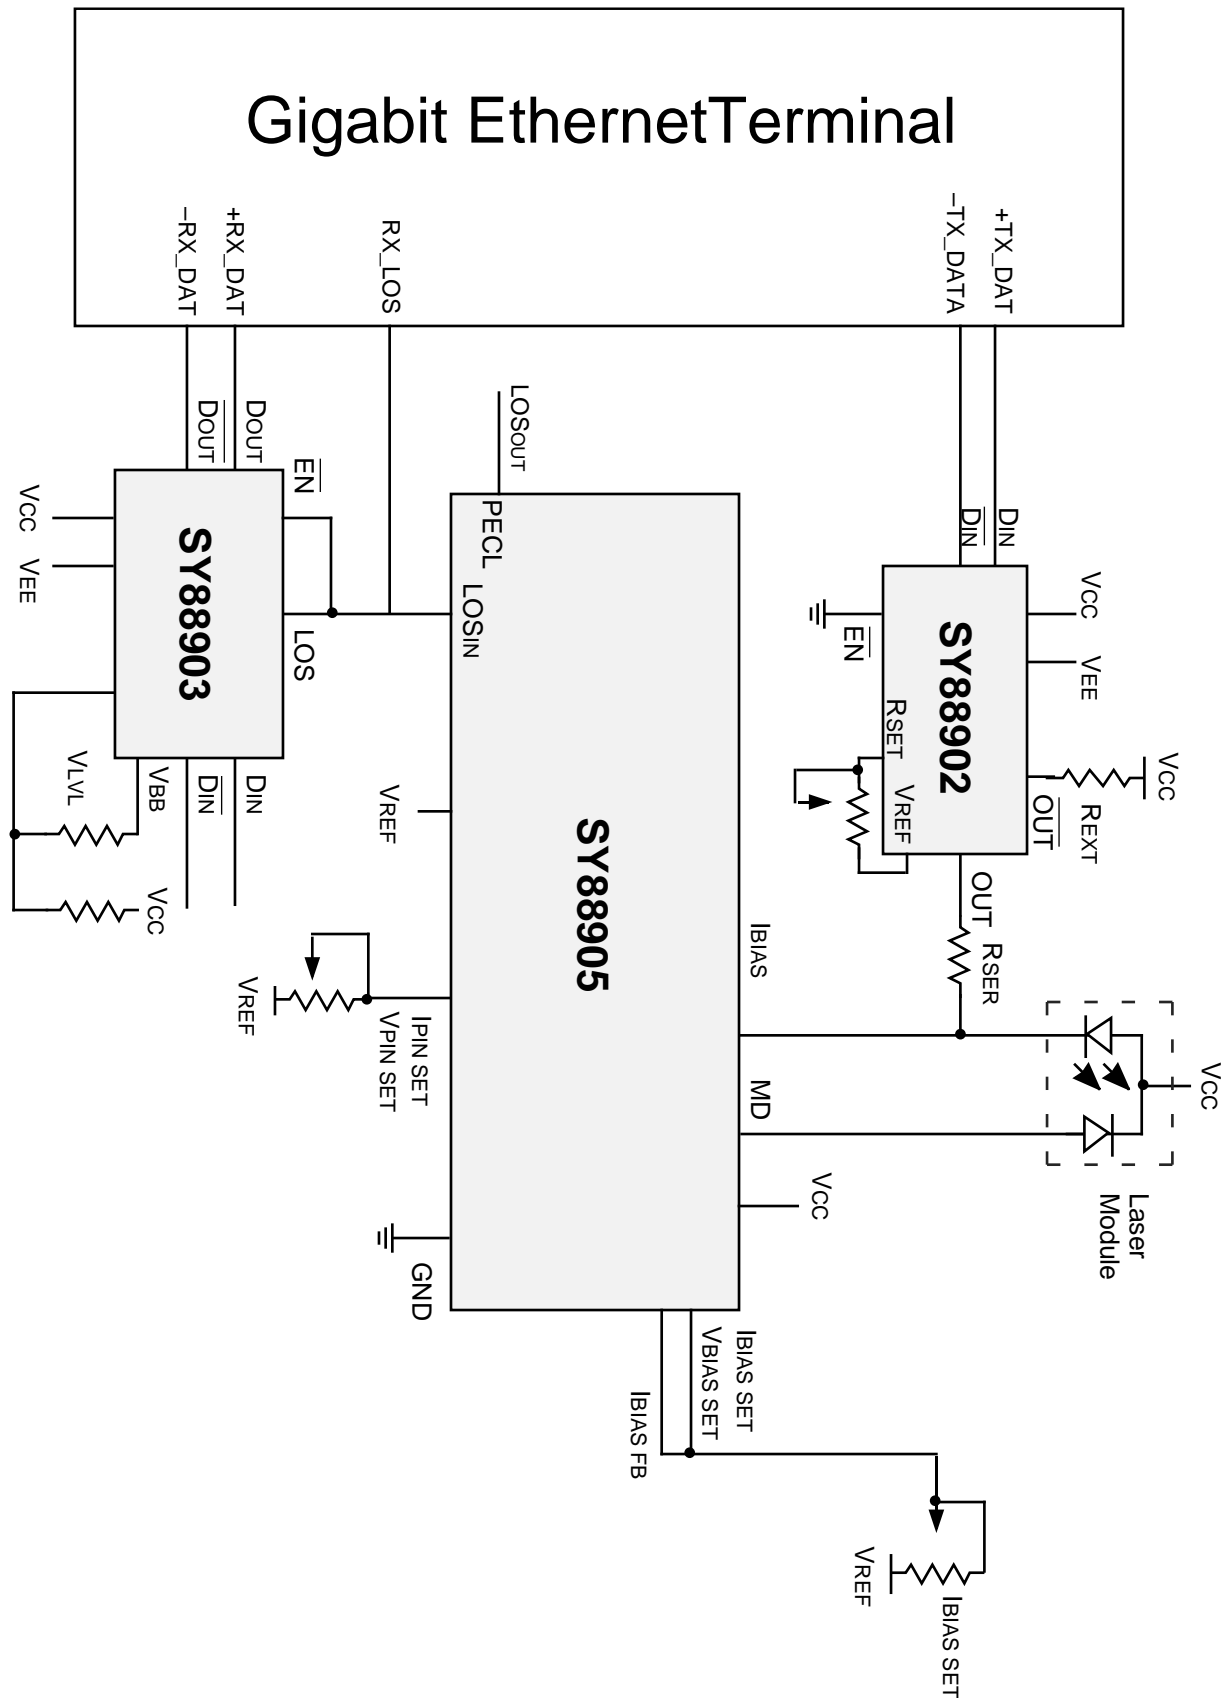 Gigabit EthernetTerminal
–RX_DAT
+RX_DAT
RX_LOS
–TX_DATA
+TX_DAT
DOUT
DOUT
EN
LOSOUT
DIN
DIN
VCC
VEE
SY88903
LOS
VLVL
VBB
DIN
DIN
VCC
PECL
LOSIN
SY88905
VREF
IBIAS
MD
VCC
IPIN SET
VPIN SET
VREF
GND
VCC
VEE
SY88902
EN
RSET
VREF
OUT
REXT
VCC
OUT
RSER
VCC
Laser
Module
IBIAS SET
VBIAS SET
IBIAS FB
VREF
IBIAS SET